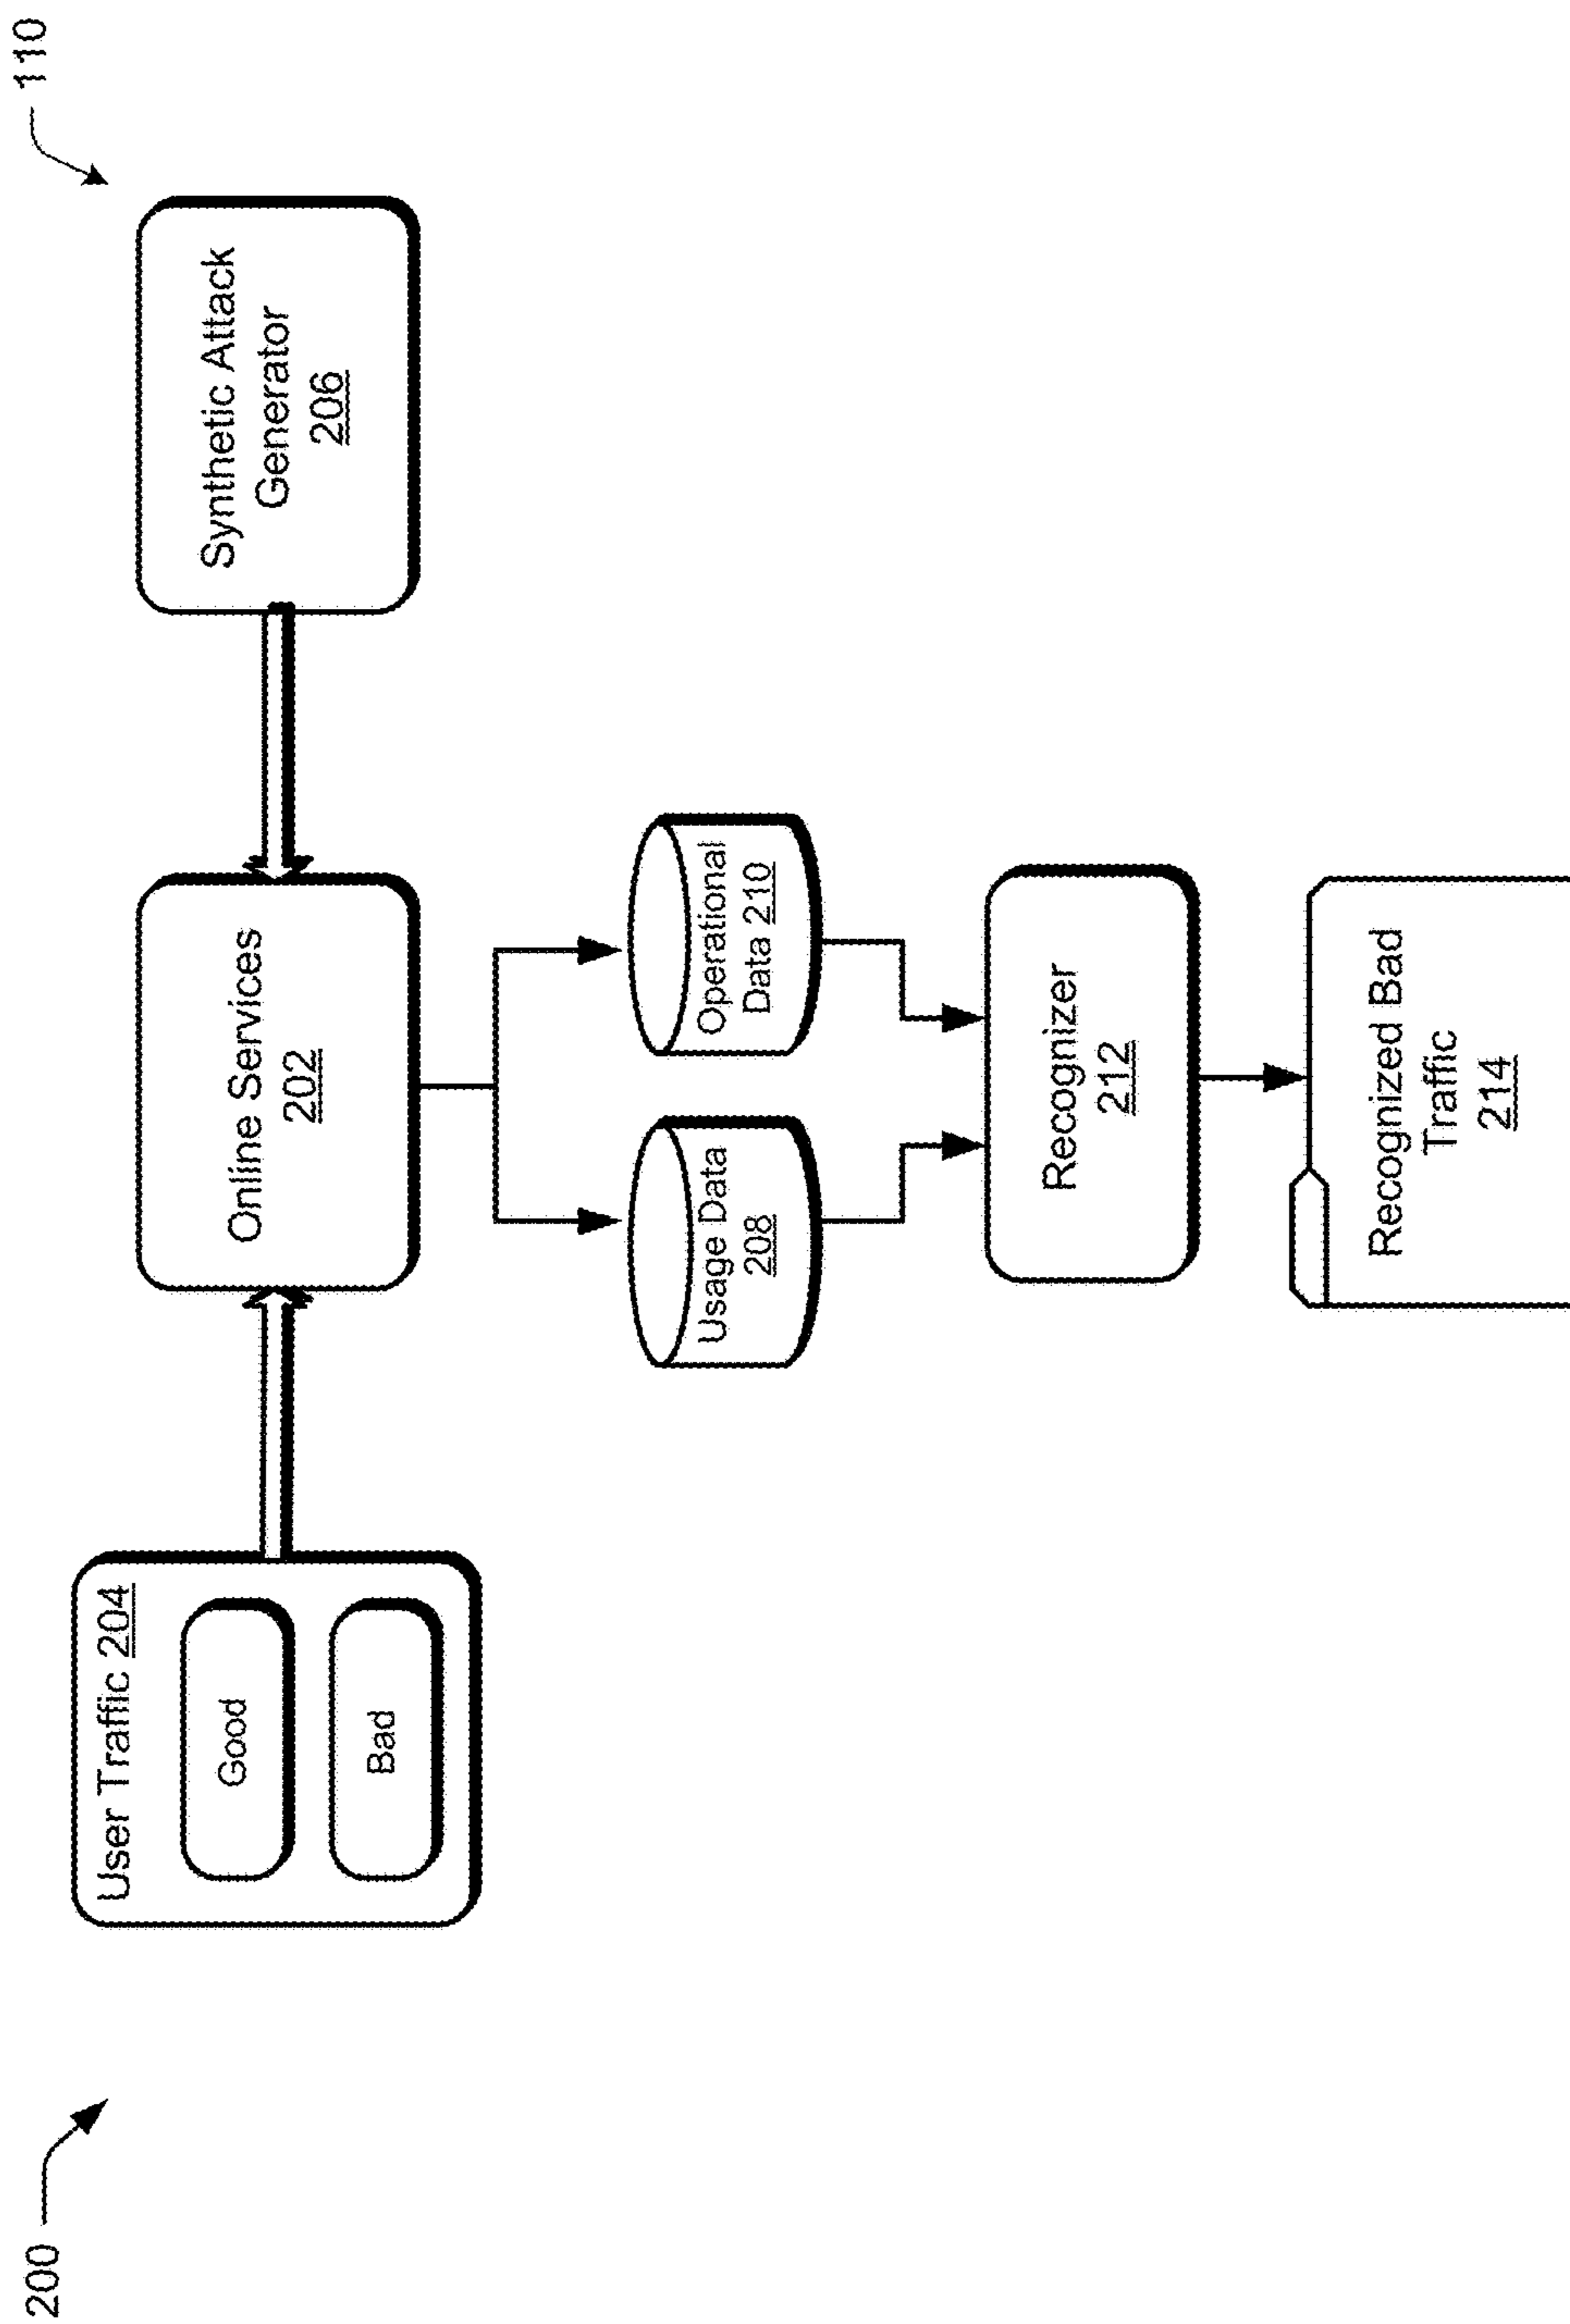 200
110
User Traffic 204
Good
Bad
Online Services
202
Synthetic Attack
Generator
206
Usage Data
208
Operational
Data 210
Recognizer
212
Recognized Bad
Traffic
214